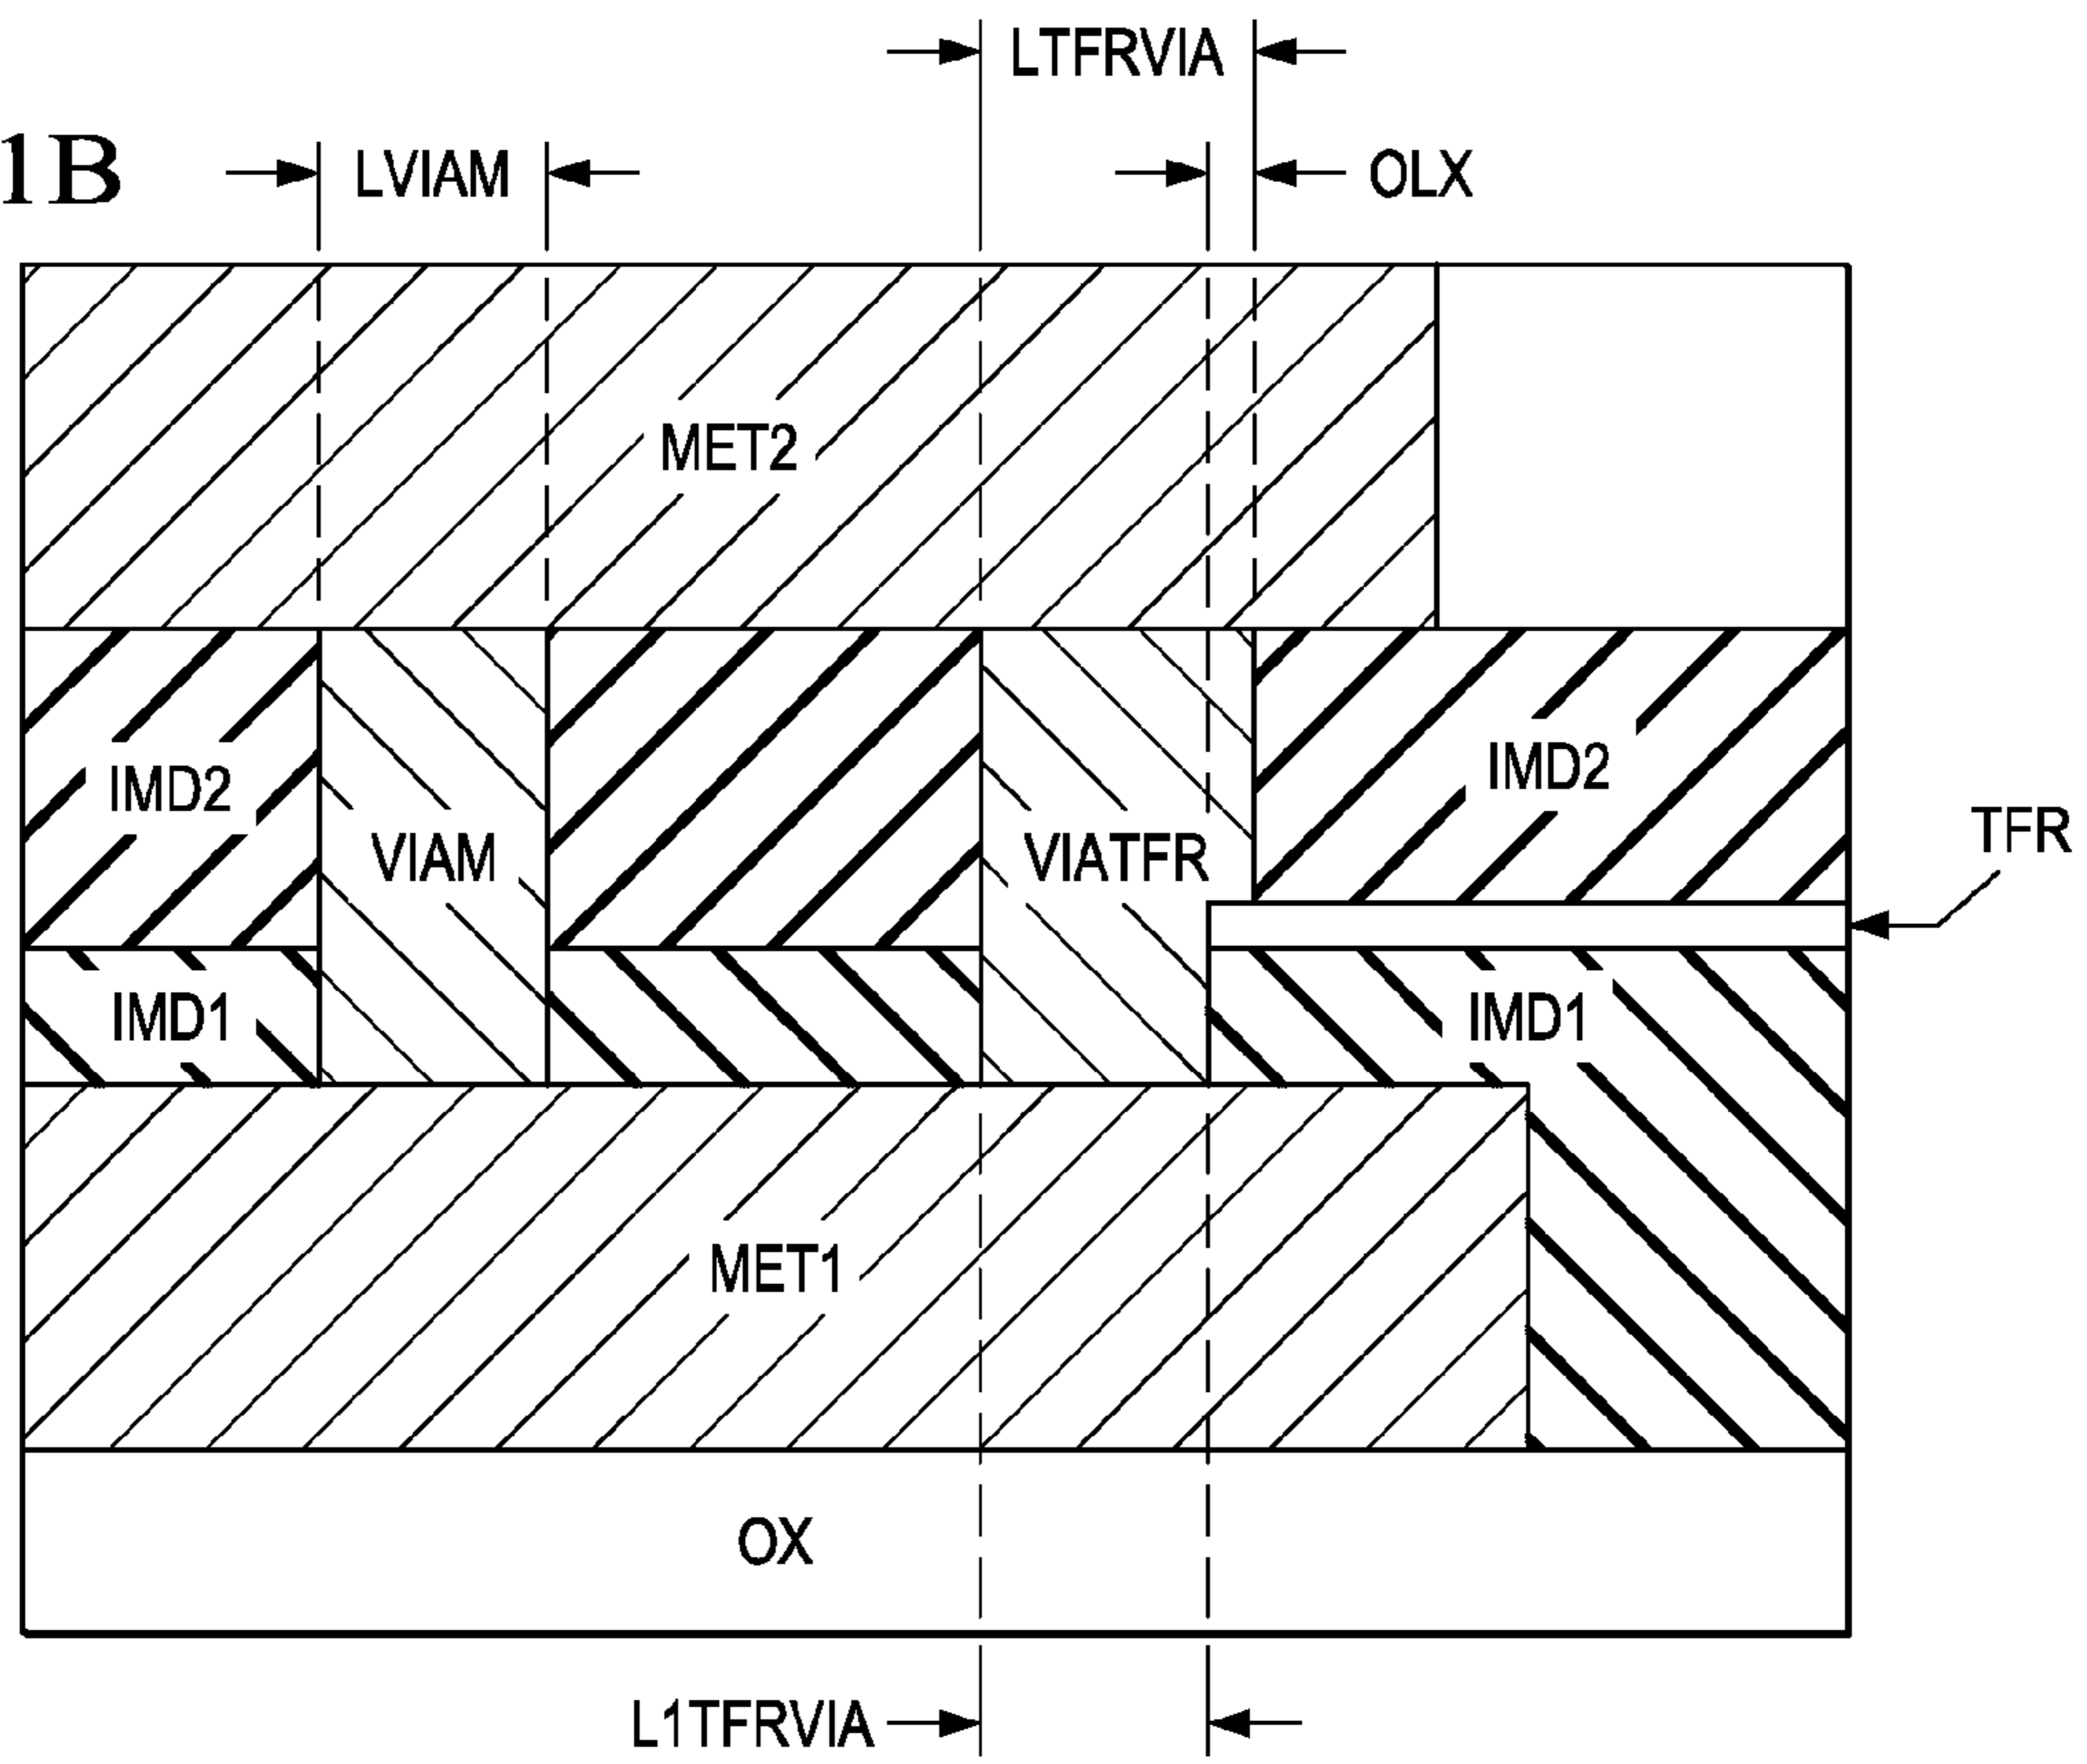 LTFRVIA
1B
LVIAM
OLX
MET2
IMD2
IMD2
TFR
VIAM
VIATFR
IMD1
IMD1
MET1
OX
L1TFRVIA